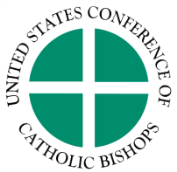 UNITED STATES CONFERENCE OF
CATHOLIC BISHOPS